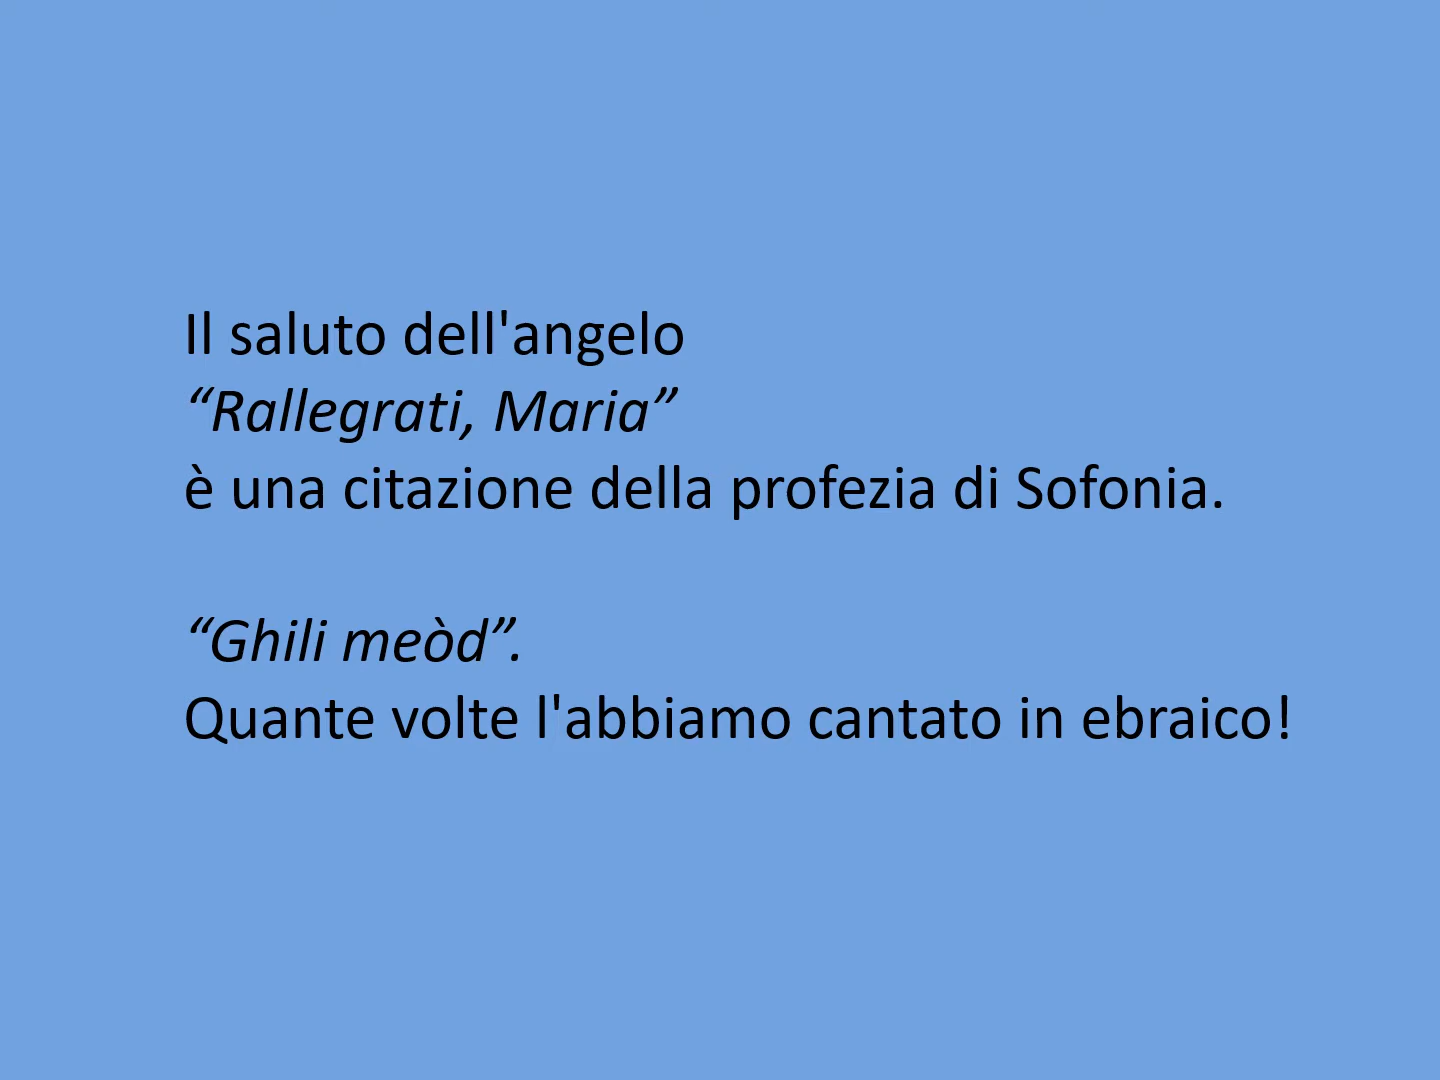 Il saluto dell'angelo
“Rallegrati, Maria”
è una citazione della profezia di Sofonia.
“Ghili meòd”.
Quante volte l'abbiamo cantato in ebraico!